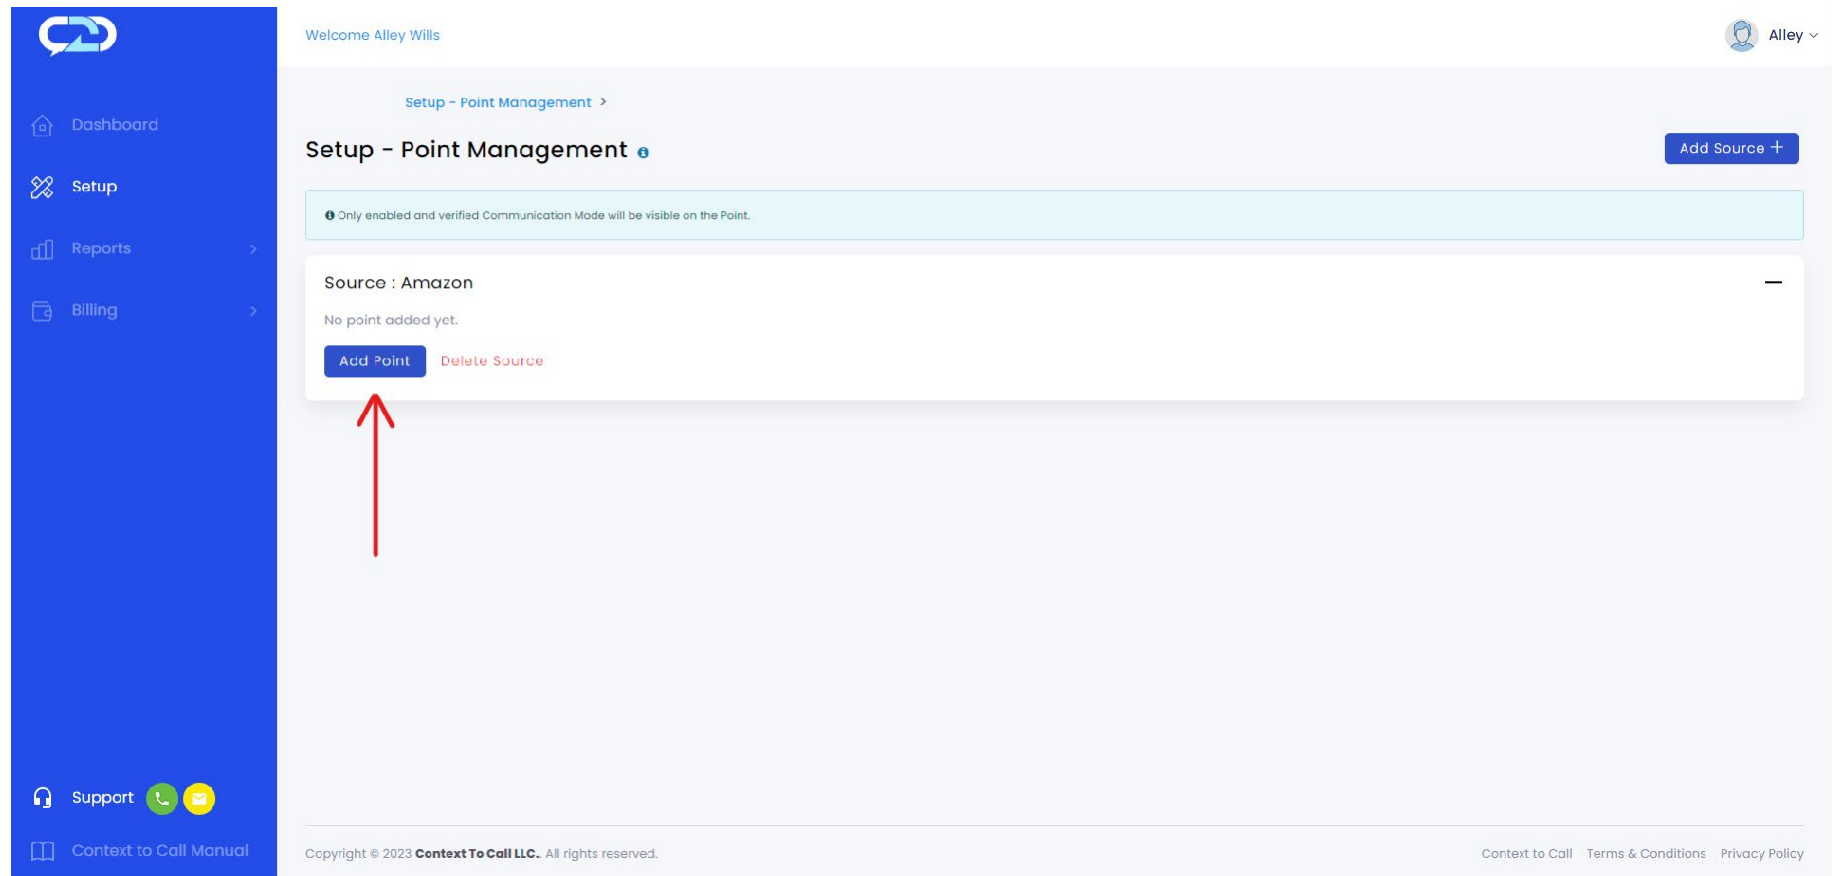 Welcome Alley Wills
Alley
Dashboard
Setup
Reports
Billing
Setup - Point Management >
Setup - Point Management
Add Source +
Only enabled and verified Communication Mode will be visible on the Point.
Source : Amazon
No point added yet.
Add Point
Delete Source
Support
Context to Call Manual
Copyright © 2023 Context To Call LLC.. All rights reserved.
Context to Call Terms & Conditions Privacy Policy